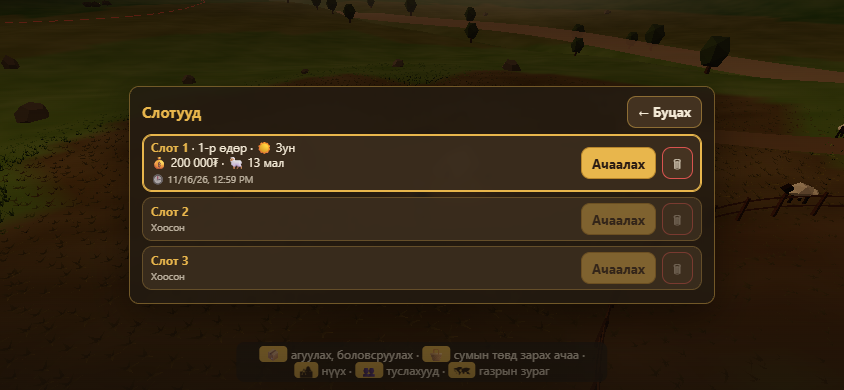 Слотууд
← Буцах
Слот 1 · 1-р өдөр · ☀️ Зун
💰 200 000₮ · 🐑 13 мал
🕒 11/16/26, 12:59 PM
Ачаалах
Слот 2
Хоосон
Ачаалах
Слот 3
Хоосон
Ачаалах
агуулах, боловсруулах · сумын төвд зарах ачаа ·
нүүх · туслахууд · газрын зураг